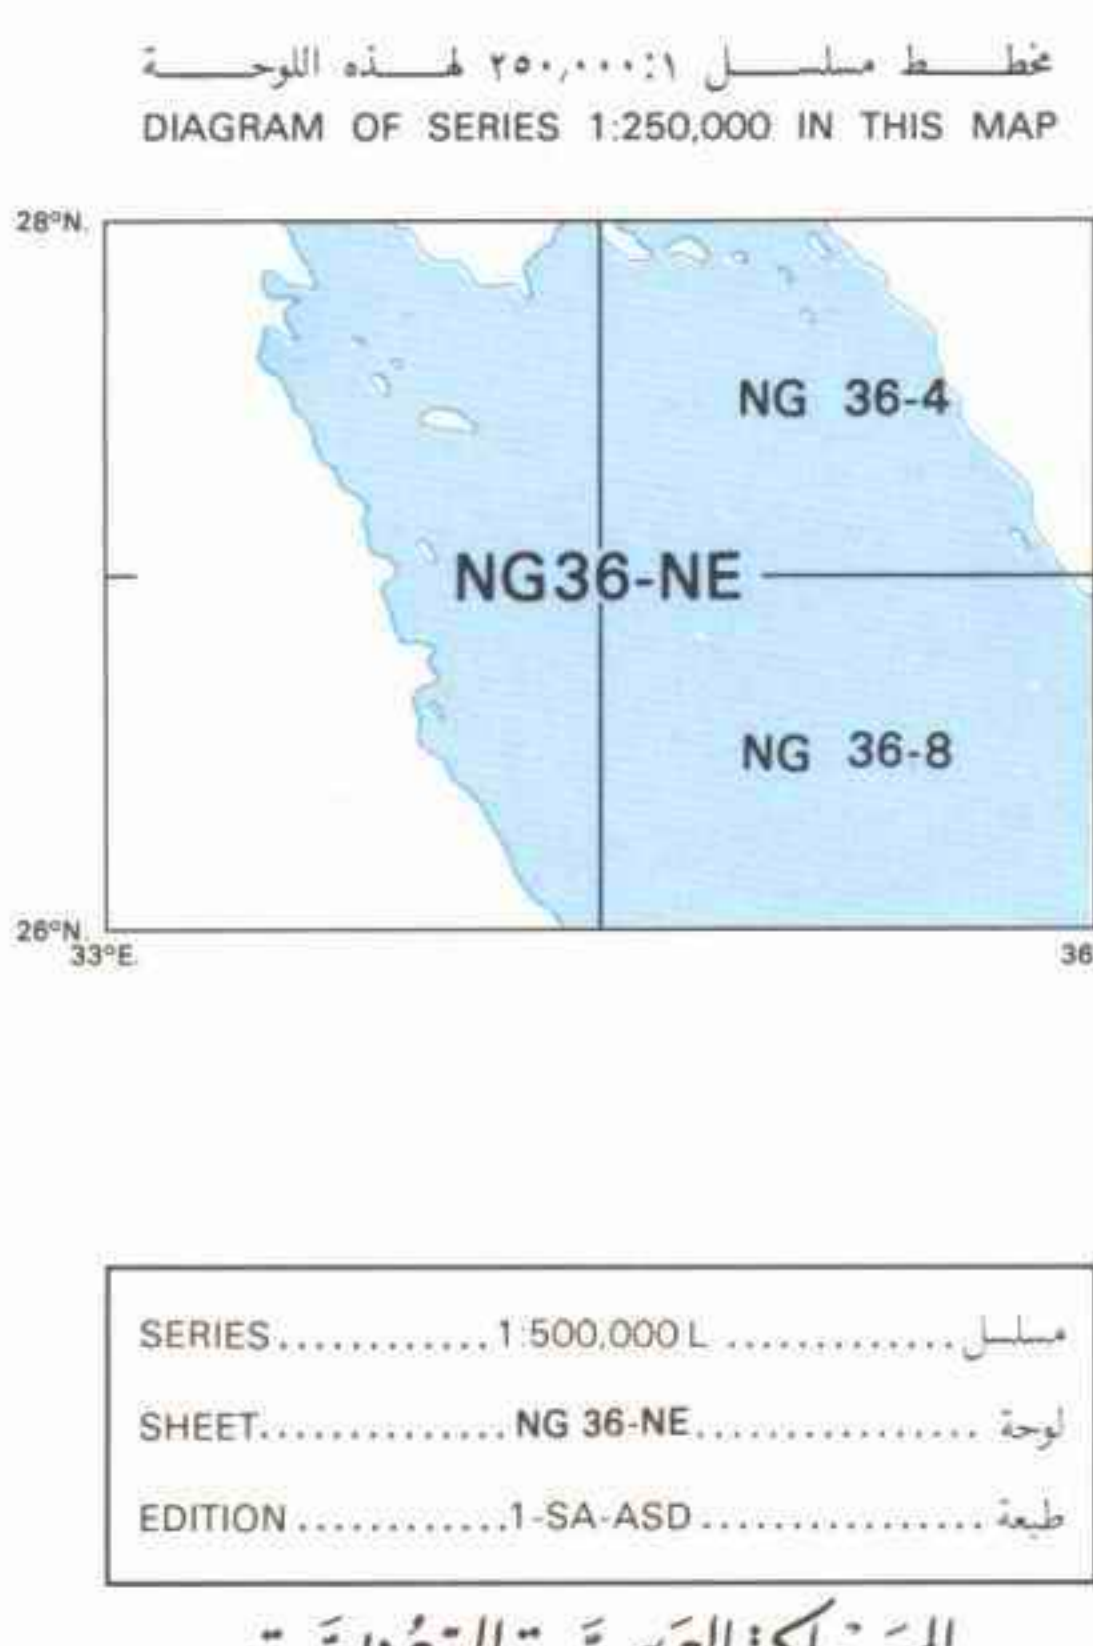 مخطط مسلسل ١:٢٥٠,٠٠٠ لهذه اللوحة
DIAGRAM OF SERIES 1:250,000 IN THIS MAP
28°N.
NG 36-4
NG36-NE
NG 36-8
26°N.
33°E.
36
SERIES............1:500,000 L .............مسلسل
SHEET..............NG 36-NE................ لوحة
EDITION ............1-SA-ASD................ طبعة